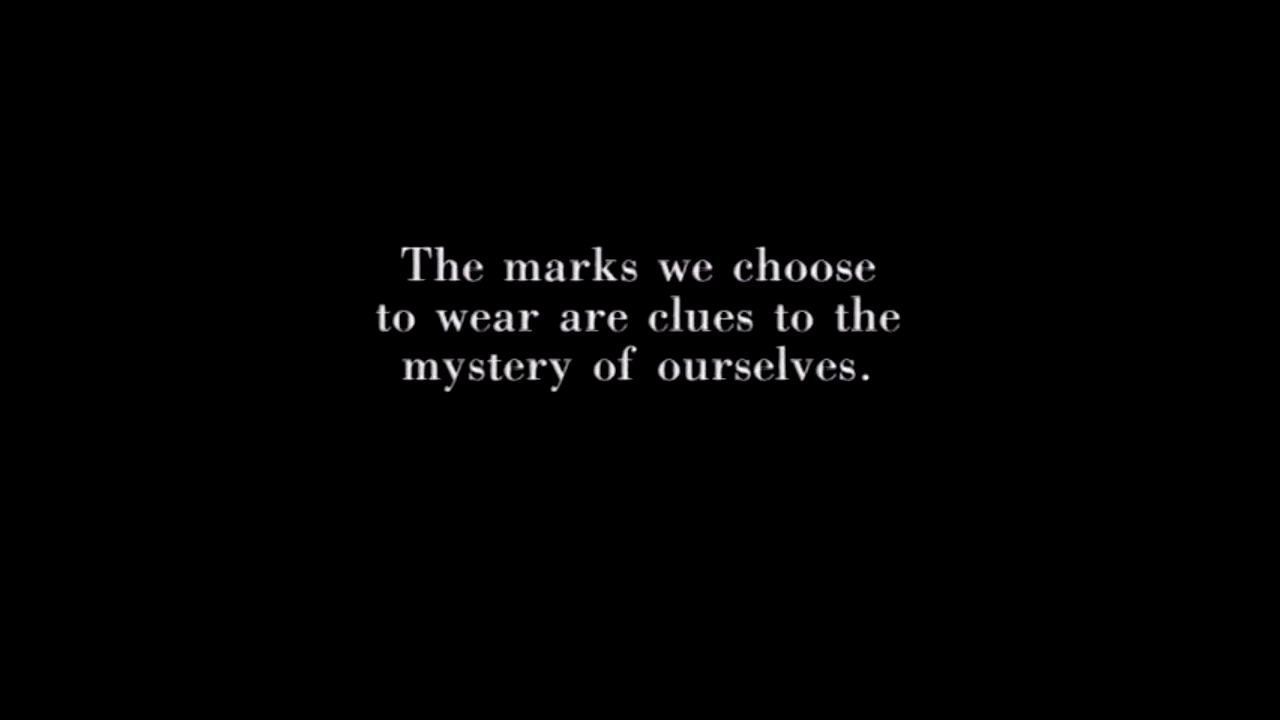 The marks we choose
to wear are clues to the
mystery of ourselves.